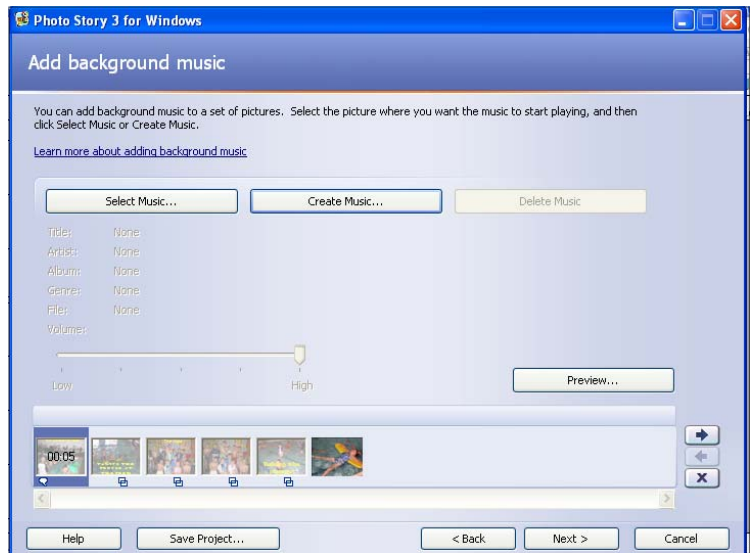 Photo Story 3 for Windows
Add background music
You can add background music to a set of pictures. Select the picture where you want the music to start playing, and then
click Select Music or Create Music.
Learn more about adding background music
Select Music... Create Music... Delete Music
Title: None
Artist: None
Album: None
Genre: None
File: None
Volume:
Low High
Preview...
00:05
Help Save Project... < Back Next > Cancel